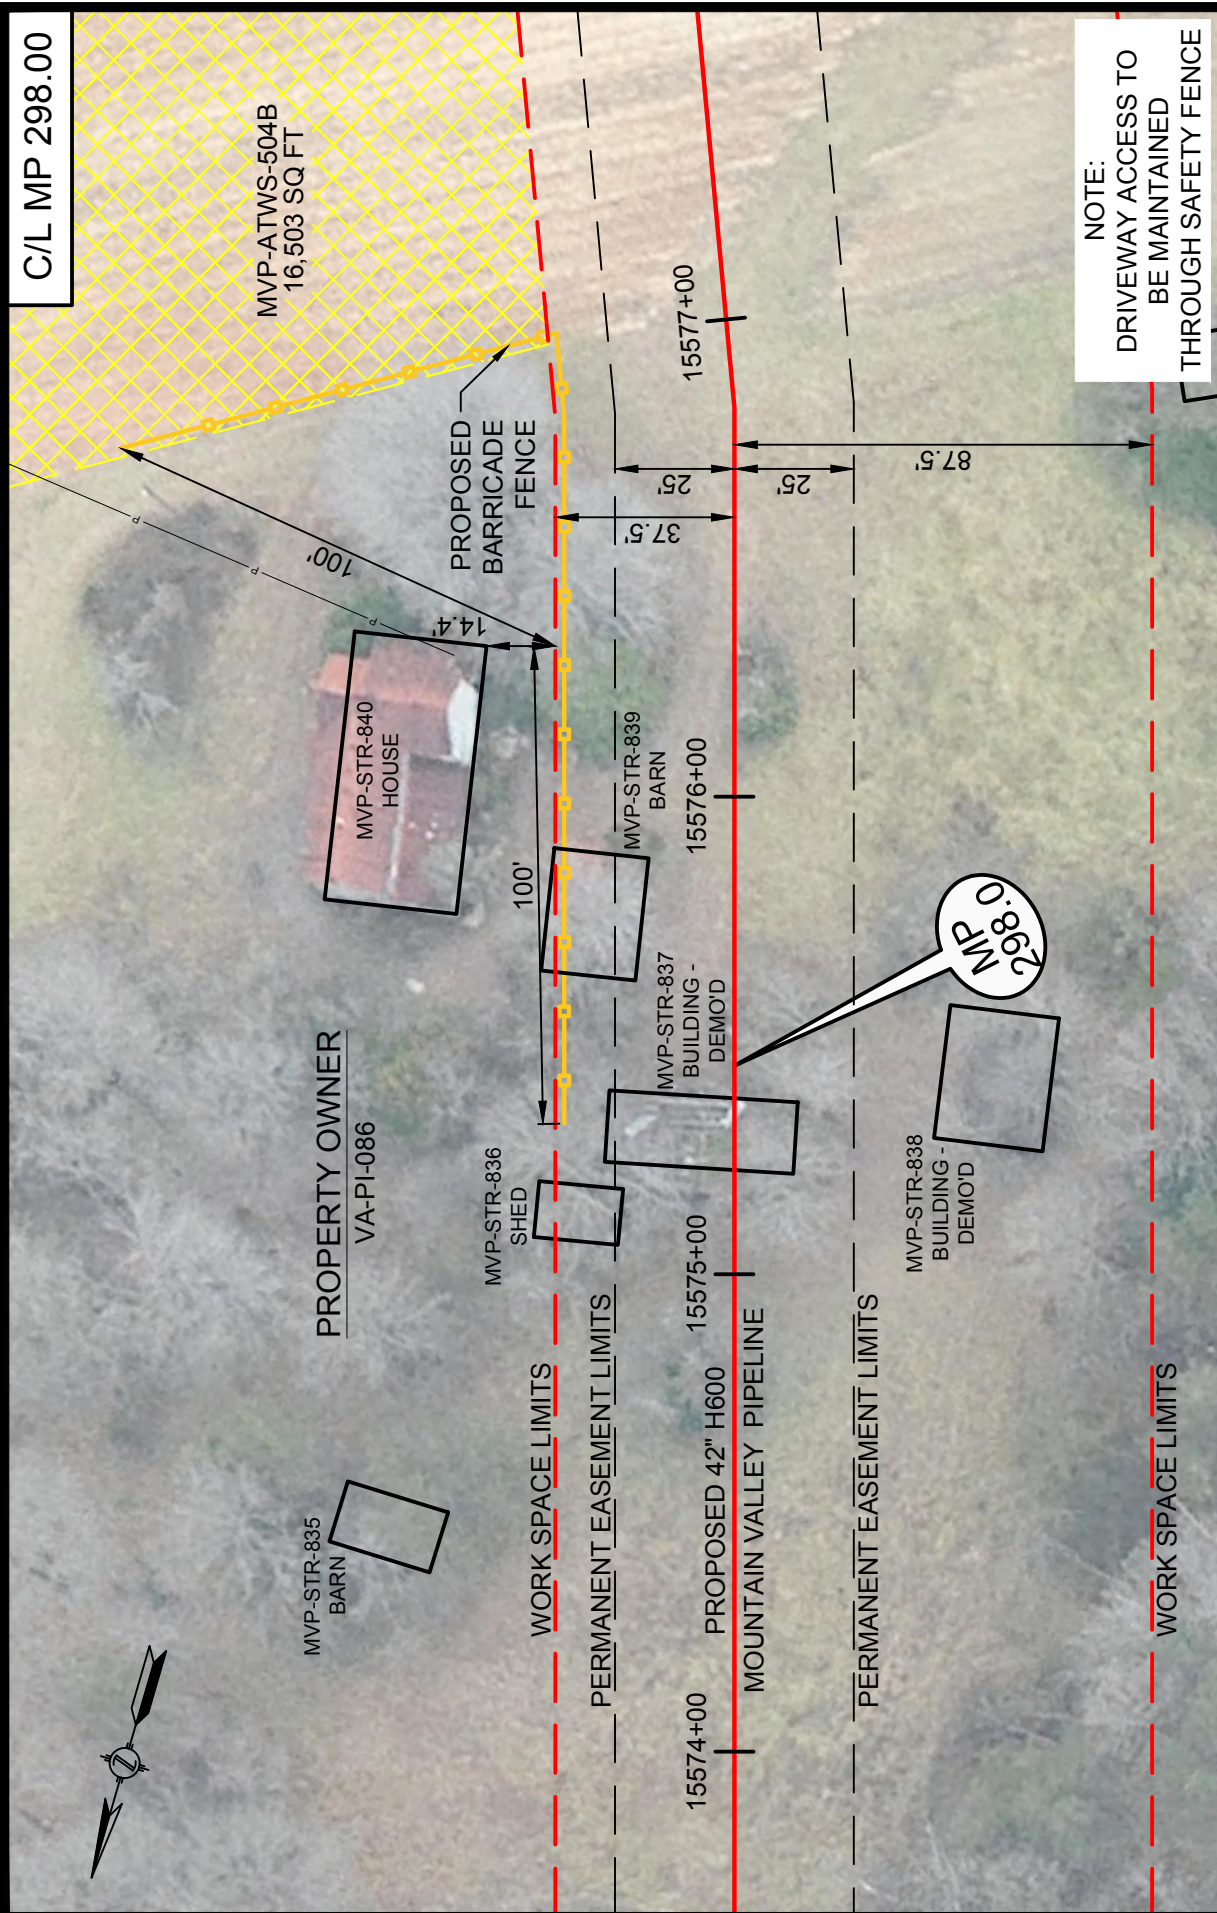 C/L MP 298.00
MVP-ATWS-504B
16,503 SQ FT
NOTE:
DRIVEWAY ACCESS TO
BE MAINTAINED
THROUGH SAFETY FENCE
PROPOSED
BARRICADE
FENCE
15577+00
100'
14.4'
37.5'
25'
25'
87.5'
P
P
P
MVP-STR-840
HOUSE
100'
MVP-STR-839
BARN
15576+00
MP
298.0
MVP-STR-837
BUILDING -
DEMO'D
PROPERTY OWNER
VA-PI-086
MVP-STR-836
SHED
MVP-STR-838
BUILDING -
DEMO'D
15575+00
MVP-STR-835
BARN
WORK SPACE LIMITS
PERMANENT EASEMENT LIMITS
PROPOSED 42" H600
MOUNTAIN VALLEY PIPELINE
PERMANENT EASEMENT LIMITS
WORK SPACE LIMITS
15574+00